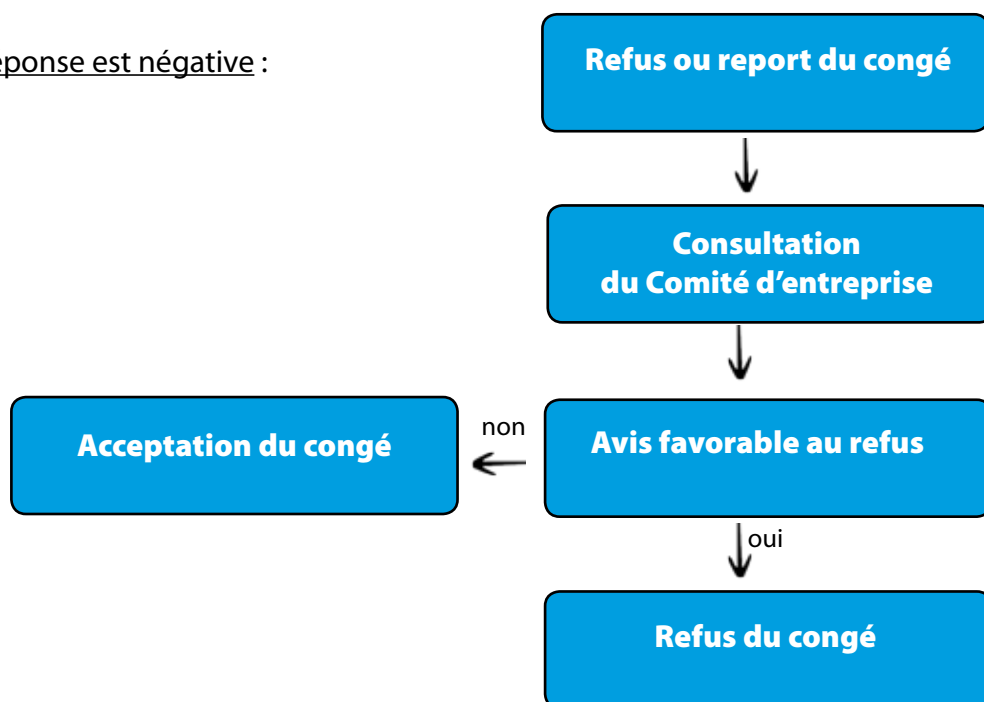 éponse est négative :
Refus ou report du congé
Consultation
du Comité d’entreprise
Avis favorable au refus
non
Acceptation du congé
oui
Refus du congé